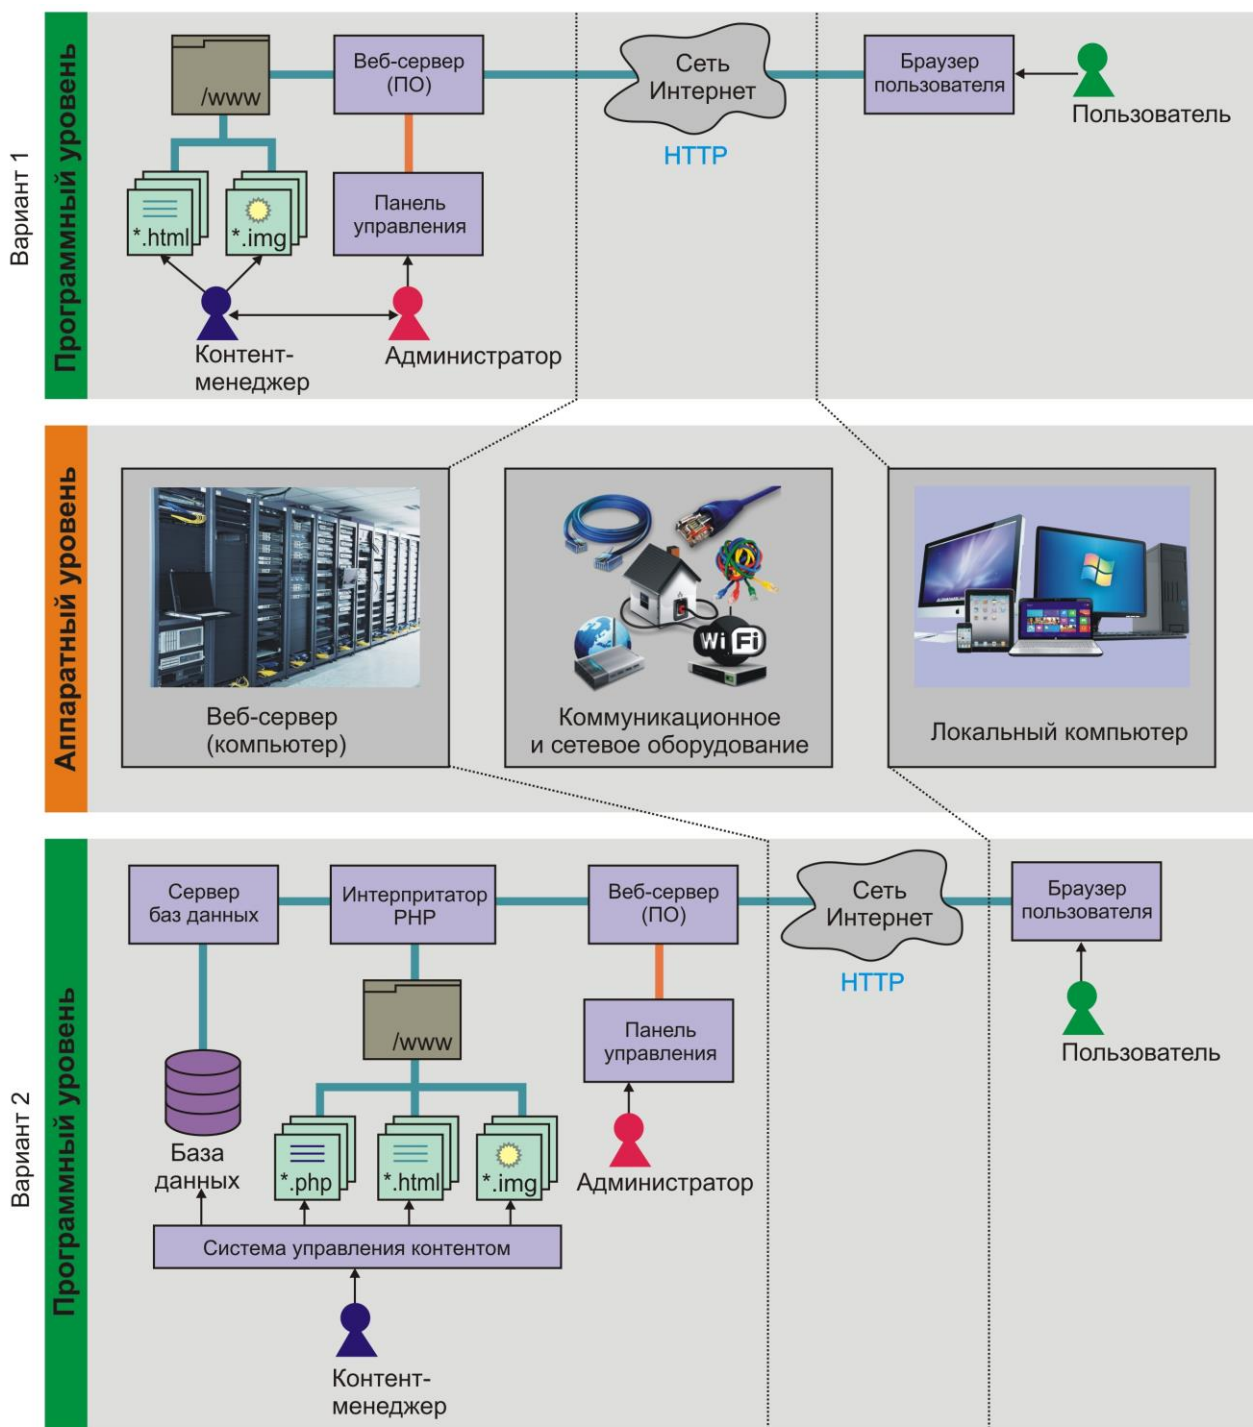 Вариант 1
Программный уровень
/www
Веб-сервер
(ПО)
Сеть
Интернет
HTTP
Браузер
пользователя
Пользователь
*.html
*.img
Панель
управления
Контент-
менеджер
Администратор
Аппаратный уровень
Wi Fi
Веб-сервер
(компьютер)
Коммуникационное
и сетевое оборудование
Локальный компьютер
Вариант 2
Программный уровень
Сервер
баз данных
Интерпритатор
PHP
Веб-сервер
(ПО)
Сеть
Интернет
HTTP
Браузер
пользователя
Пользователь
/www
Панель
управления
База
данных
*.php
*.html
*.img
Администратор
Система управления контентом
Контент-
менеджер